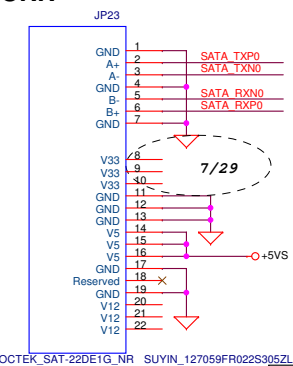 JP23
GND 1
A+ 2 SATA_TXP0
A- 3 SATA_TXN0
GND 4
B- 5 SATA_RXN0
B+ 6 SATA_RXP0
GND 7
V33 8
V33 9 7/29
V33 10
GND 11
GND 12
GND 13
V5 14
V5 15
V5 16 +5VS
GND 17
Reserved 18
GND 19
V12 20
V12 21
V12 22
OCTEK_SAT-22DE1G_NR SUYIN_127059FR022S305ZL